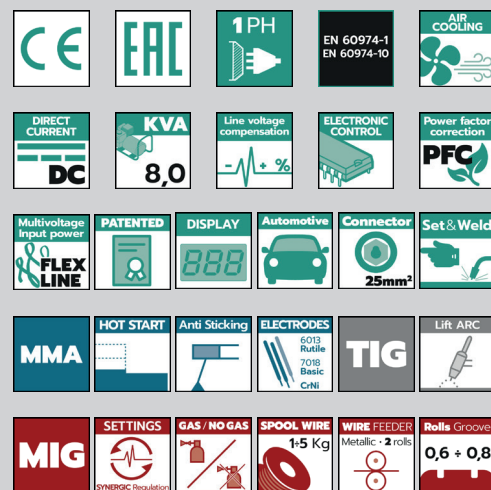 CE
EAC
1 PH
EN 60974-1
EN 60974-10
AIR
COOLING
DIRECT
CURRENT
DC
KVA
8,0
Line voltage
compensation
- + %
ELECTRONIC
CONTROL
Power factor
correction
PFC
Multivoltage
Input power
FLEX
LINE
PATENTED
DISPLAY
888
Automotive
Connector
25mm²
Set&Weld
MMA
HOT START
Anti Sticking
ELECTRODES
6013
Rutile
7018
Basic
CrNi
TIG
Lift ARC
MIG
SETTINGS
SYNERGIC Regulation
GAS / NO GAS
SPOOL WIRE
1÷5 Kg
WIRE FEEDER
Metallic · 2 rolls
Rolls Groove
0,6 ÷ 0,8